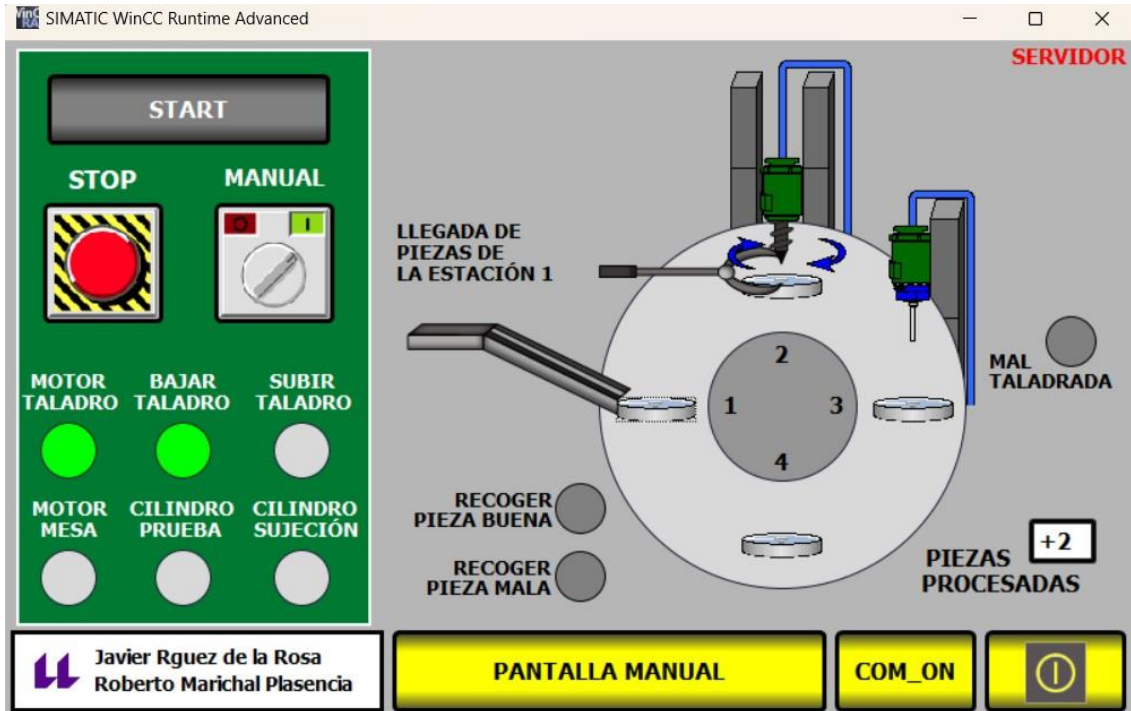 SIMATIC WinCC Runtime Advanced
SERVIDOR
START
STOP
MANUAL
O
I
LLEGADA DE
PIEZAS DE
LA ESTACIÓN 1
MOTOR
TALADRO
BAJAR
TALADRO
SUBIR
TALADRO
MOTOR
MESA
CILINDRO
PRUEBA
CILINDRO
SUJECIÓN
2
1
3
4
MAL
TALADRADA
RECOGER
PIEZA BUENA
RECOGER
PIEZA MALA
+2
PIEZAS
PROCESADAS
Javier Rguez de la Rosa
Roberto Marichal Plasencia
PANTALLA MANUAL
COM_ON